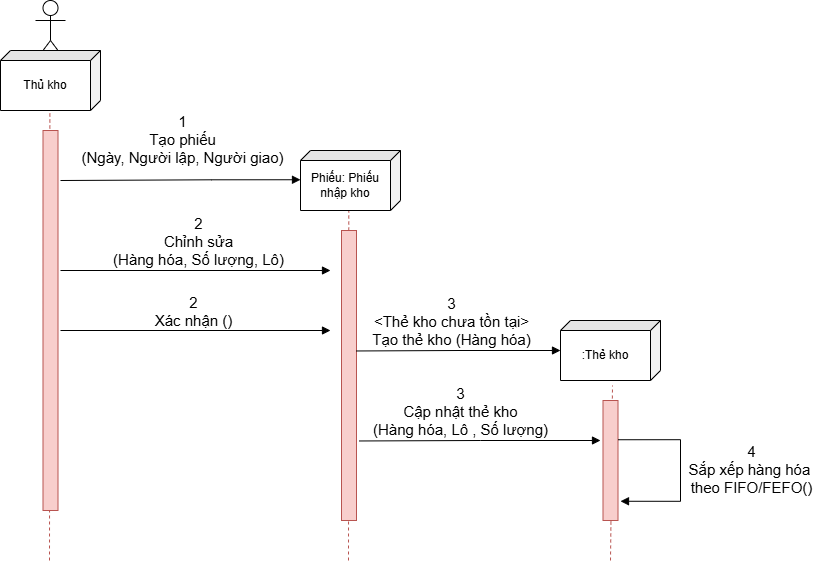 Thủ kho
1
Tạo phiếu
(Ngày, Người lập, Người giao)
Phiếu: Phiếu
nhập kho
2
Chỉnh sửa
(Hàng hóa, Số lượng, Lô)
2
Xác nhận ()
3
<Thẻ kho chưa tồn tại>
Tạo thẻ kho (Hàng hóa)
:Thẻ kho
3
Cập nhật thẻ kho
(Hàng hóa, Lô , Số lượng)
4
Sắp xếp hàng hóa
theo FIFO/FEFO()